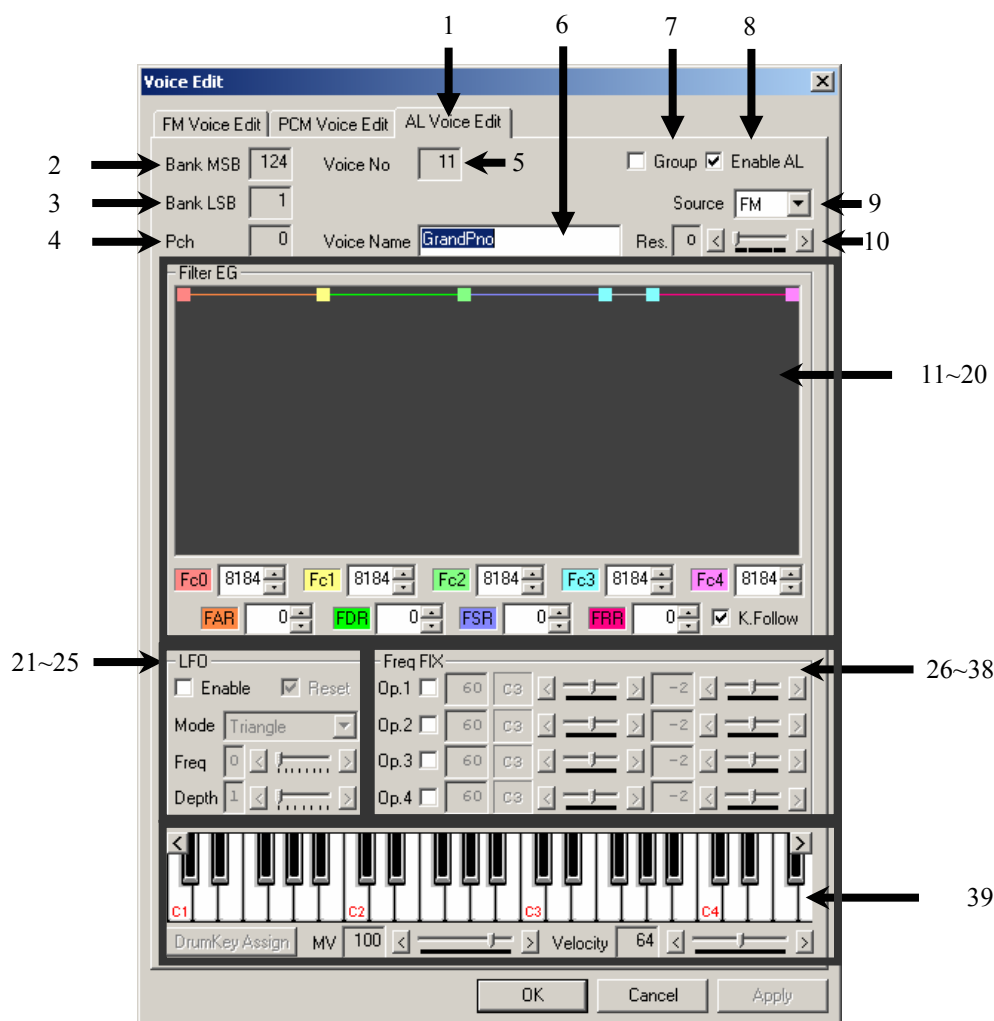 1 6 7 8
Voice Edit
FM Voice Edit PCM Voice Edit AL Voice Edit
2 Bank MSB 124 Voice No 11 5 Group Enable AL
3 Bank LSB 1 Source FM 9
4 Pch 0 Voice Name GrandPno Res. 0 10
Filter EG
11~20
Fc0 8184 Fc1 8184 Fc2 8184 Fc3 8184 Fc4 8184
FAR 0 FDR 0 FSR 0 FRR 0 K.Follow
21~25 LFO Freq FIX 26~38
Enable Reset Op.1 60 C3 -2
Mode Triangle Op.2 60 C3 -2
Freq 0 Op.3 60 C3 -2
Depth 1 Op.4 60 C3 -2
C1 C2 C3 C4 39
DrumKey Assign MV 100 Velocity 64
OK Cancel Apply